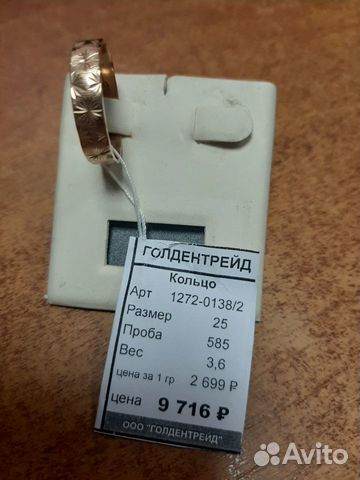 ГОЛДЕНТРЕЙД
Кольцо
Арт 1272-0138/2
Размер 25
Проба 585
Вес 3,6
цена за 1 гр 2 699 ₽
цена 9 716 ₽
ООО "ГОЛДЕНТРЕЙД"
Avito